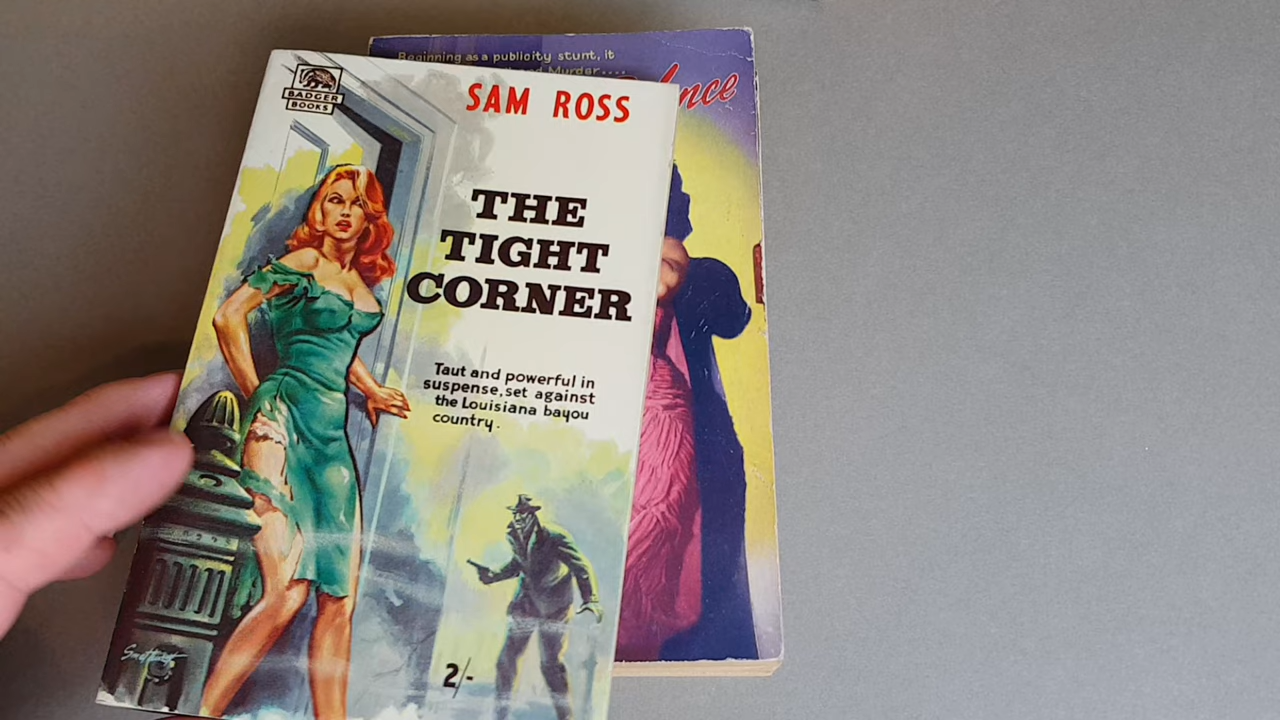 Beginning as a publicity stunt, it
Murder....
nce
BADGER
BOOKS
SAM ROSS
THE
TIGHT
CORNER
Taut and powerful in
suspense, set against
the Louisiana bayou
country.
2/-